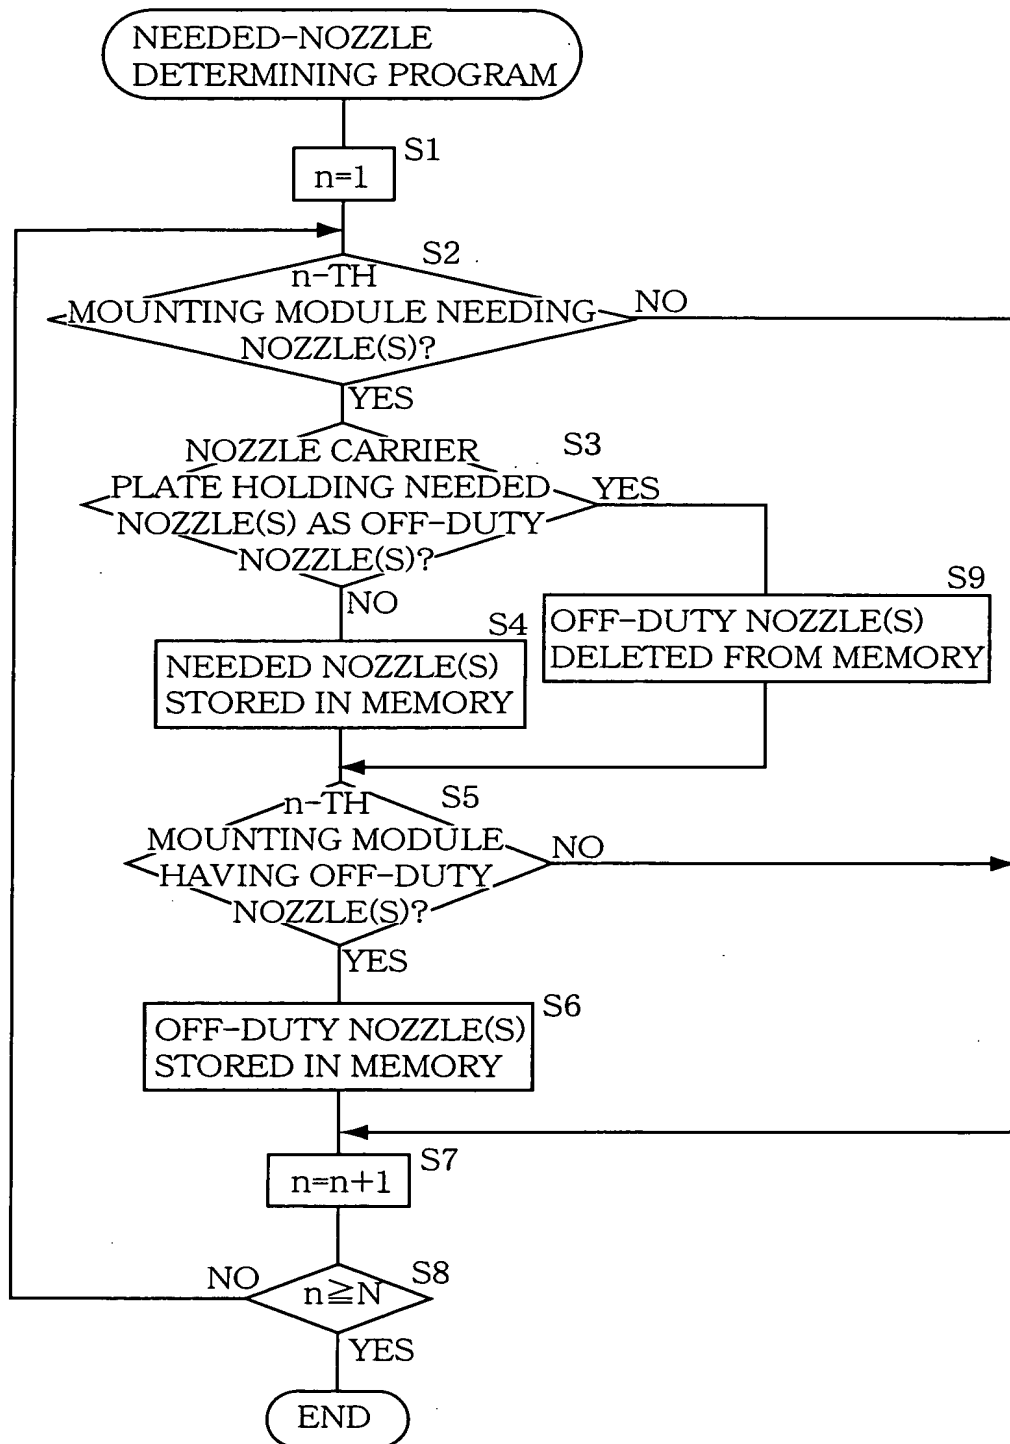 NEEDED-NOZZLE
DETERMINING PROGRAM
S1
n=1
S2
n-TH
MOUNTING MODULE NEEDING
NOZZLE(S)?
NO
YES
S3
NOZZLE CARRIER
PLATE HOLDING NEEDED
NOZZLE(S) AS OFF-DUTY
NOZZLE(S)?
YES
NO
S9
OFF-DUTY NOZZLE(S)
DELETED FROM MEMORY
S4
NEEDED NOZZLE(S)
STORED IN MEMORY
S5
n-TH
MOUNTING MODULE
HAVING OFF-DUTY
NOZZLE(S)?
NO
YES
S6
OFF-DUTY NOZZLE(S)
STORED IN MEMORY
S7
n=n+1
S8
n≧N
NO
YES
END